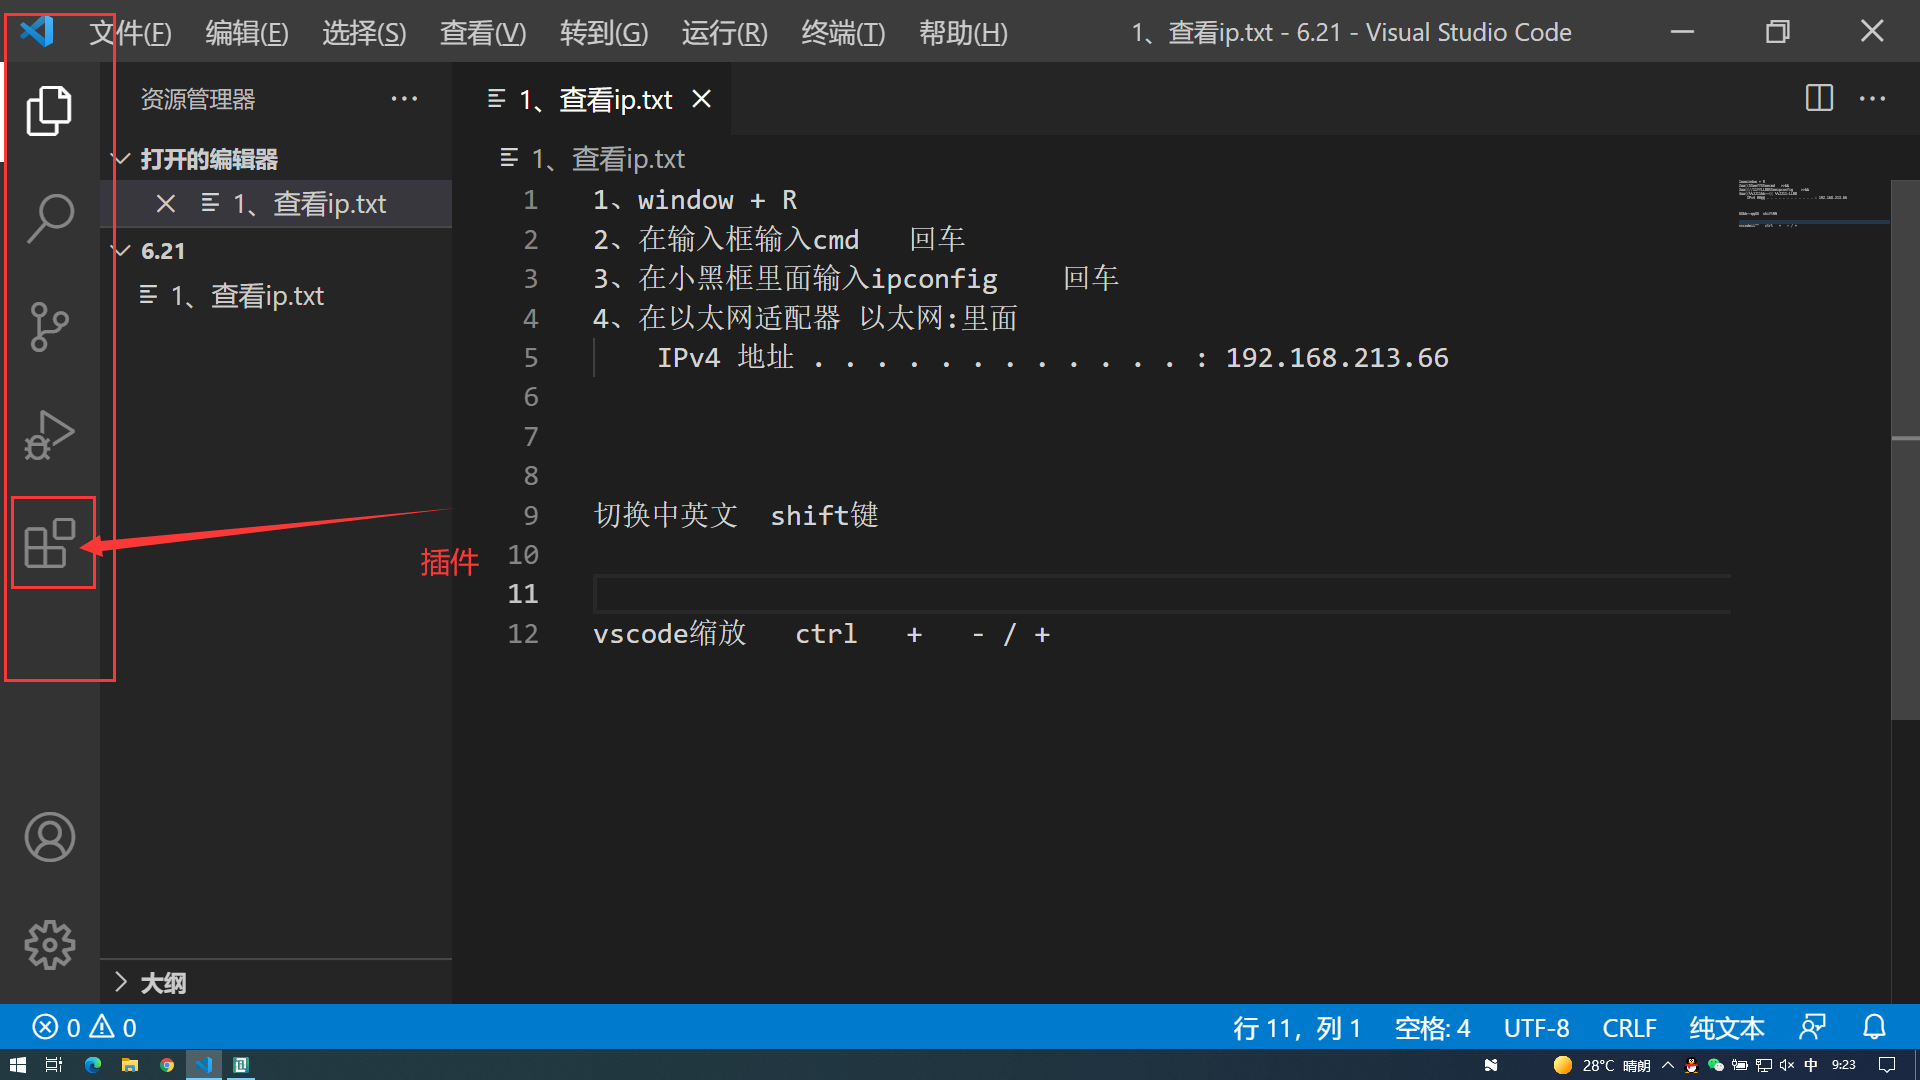 文件(F) 编辑(E) 选择(S) 查看(V) 转到(G) 运行(R) 终端(T) 帮助(H) 1、查看ip.txt - 6.21 - Visual Studio Code
资源管理器
打开的编辑器
1、查看ip.txt
6.21
1、查看ip.txt
大纲
插件
1、查看ip.txt
1、查看ip.txt
1 1、window + R
2 2、在输入框输入cmd 回车
3 3、在小黑框里面输入ipconfig 回车
4 4、在以太网适配器 以太网:里面
5 IPv4 地址 . . . . . . . . . . . . : 192.168.213.66
6
7
8
9 切换中英文 shift键
10
11
12 vscode缩放 ctrl + - / +
0 0 行 11，列 1 空格: 4 UTF-8 CRLF 纯文本
28°C 晴朗 中 9:23